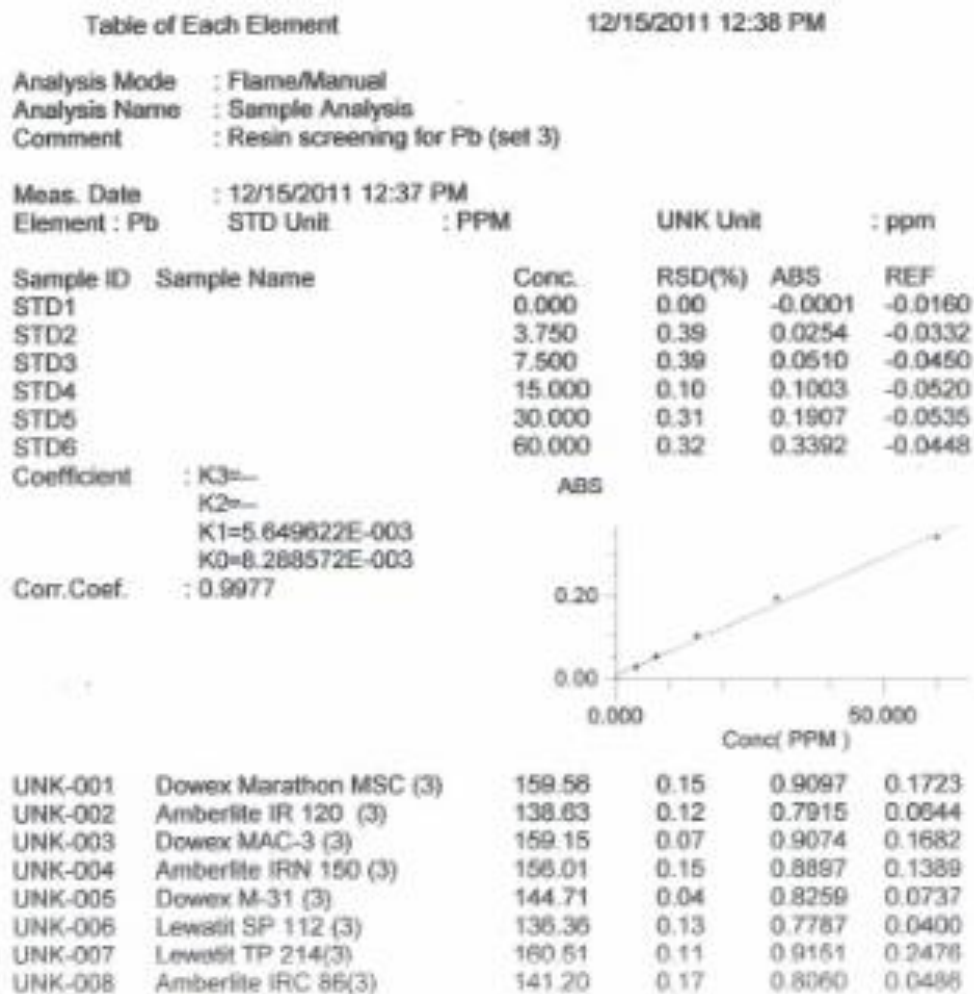 Table of Each Element 12/15/2011 12:38 PM
Analysis Mode : Flame/Manual
Analysis Name : Sample Analysis
Comment : Resin screening for Pb (set 3)
Meas. Date : 12/15/2011 12:37 PM
Element : Pb STD Unit : PPM UNK Unit : ppm
Sample ID Sample Name Conc. RSD(%) ABS REF
STD1 0.000 0.00 -0.0001 -0.0160
STD2 3.750 0.39 0.0254 -0.0332
STD3 7.500 0.39 0.0510 -0.0450
STD4 15.000 0.10 0.1003 -0.0520
STD5 30.000 0.31 0.1907 -0.0535
STD6 60.000 0.32 0.3392 -0.0448
Coefficient : K3=--
K2=--
K1=5.649622E-003
K0=8.288572E-003
Corr.Coef. : 0.9977
ABS
0.20
0.00
0.000 50.000
Conc( PPM )
UNK-001 Dowex Marathon MSC (3) 159.56 0.15 0.9097 0.1723
UNK-002 Amberlite IR 120 (3) 138.63 0.12 0.7915 0.0644
UNK-003 Dowex MAC-3 (3) 159.15 0.07 0.9074 0.1682
UNK-004 Amberlite IRN 150 (3) 156.01 0.15 0.8897 0.1389
UNK-005 Dowex M-31 (3) 144.71 0.04 0.8259 0.0737
UNK-006 Lewatit SP 112 (3) 136.36 0.13 0.7787 0.0400
UNK-007 Lewatit TP 214(3) 160.51 0.11 0.9151 0.2476
UNK-008 Amberlite IRC 86(3) 141.20 0.17 0.8060 0.0486